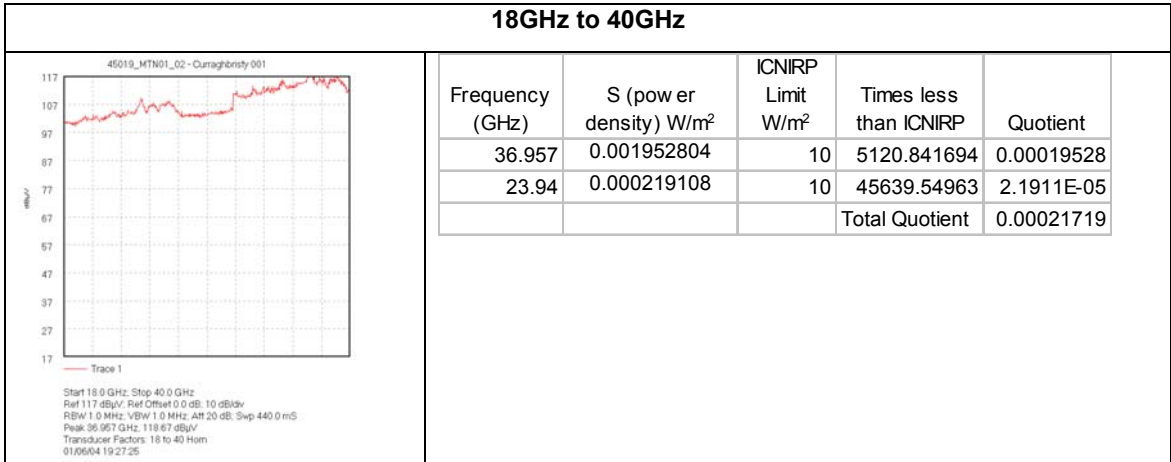 18GHz to 40GHz
45019_MTN01_02 - Curraghbristy 001
117
107
97
87
77
67
57
47
37
27
17
dBµV
Trace 1
Start 18.0 GHz; Stop 40.0 GHz
Ref 117 dBµV; Ref Offset 0.0 dB; 10 dB/div
RBW 1.0 MHz; VBW 1.0 MHz; Att 20 dB; Swp 440.0 mS
Peak 36.957 GHz, 118.67 dBµV
Transducer Factors: 18 to 40 Horn
01/06/04 19:27:25
Frequency (GHz) S (pow er density) W/m² ICNIRP Limit W/m² Times less than ICNIRP Quotient
36.957 0.001952804 10 5120.841694 0.00019528
23.94 0.000219108 10 45639.54963 2.1911E-05
Total Quotient 0.00021719